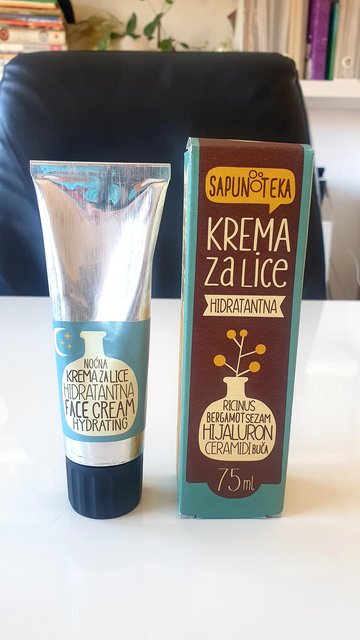 NOĆNA
KREMA ZA LICE
HIDRATANTNA
FACE CREAM
HYDRATING
SAPUNOTEKA
KREMA
ZA LICE
HIDRATANTNA
RICINUS
BERGAMOT SEZAM
HIJALURON
CERAMIDI BUČA
75 ml